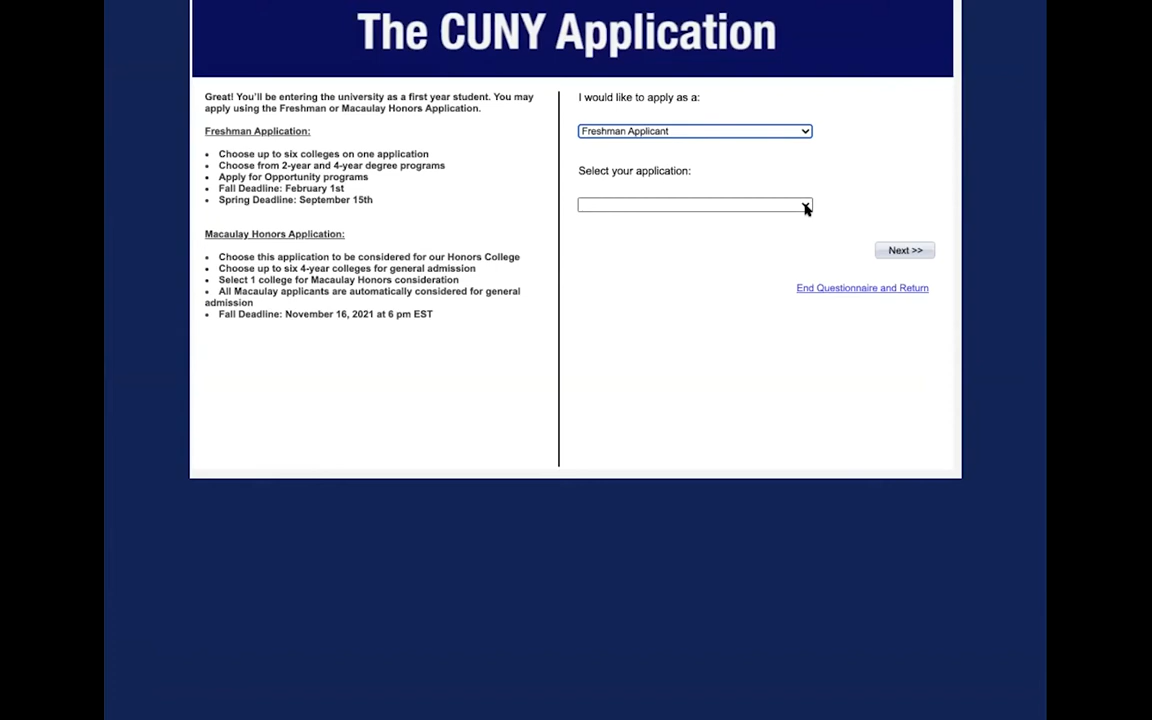 The CUNY Application
Great! You'll be entering the university as a first year student. You may
apply using the Freshman or Macaulay Honors Application.
Freshman Application:
• Choose up to six colleges on one application
• Choose from 2-year and 4-year degree programs
• Apply for Opportunity programs
• Fall Deadline: February 1st
• Spring Deadline: September 15th
Macaulay Honors Application:
• Choose this application to be considered for our Honors College
• Choose up to six 4-year colleges for general admission
• Select 1 college for Macaulay Honors consideration
• All Macaulay applicants are automatically considered for general
admission
• Fall Deadline: November 16, 2021 at 6 pm EST
I would like to apply as a:
Freshman Applicant
Select your application:
Next >>
End Questionnaire and Return